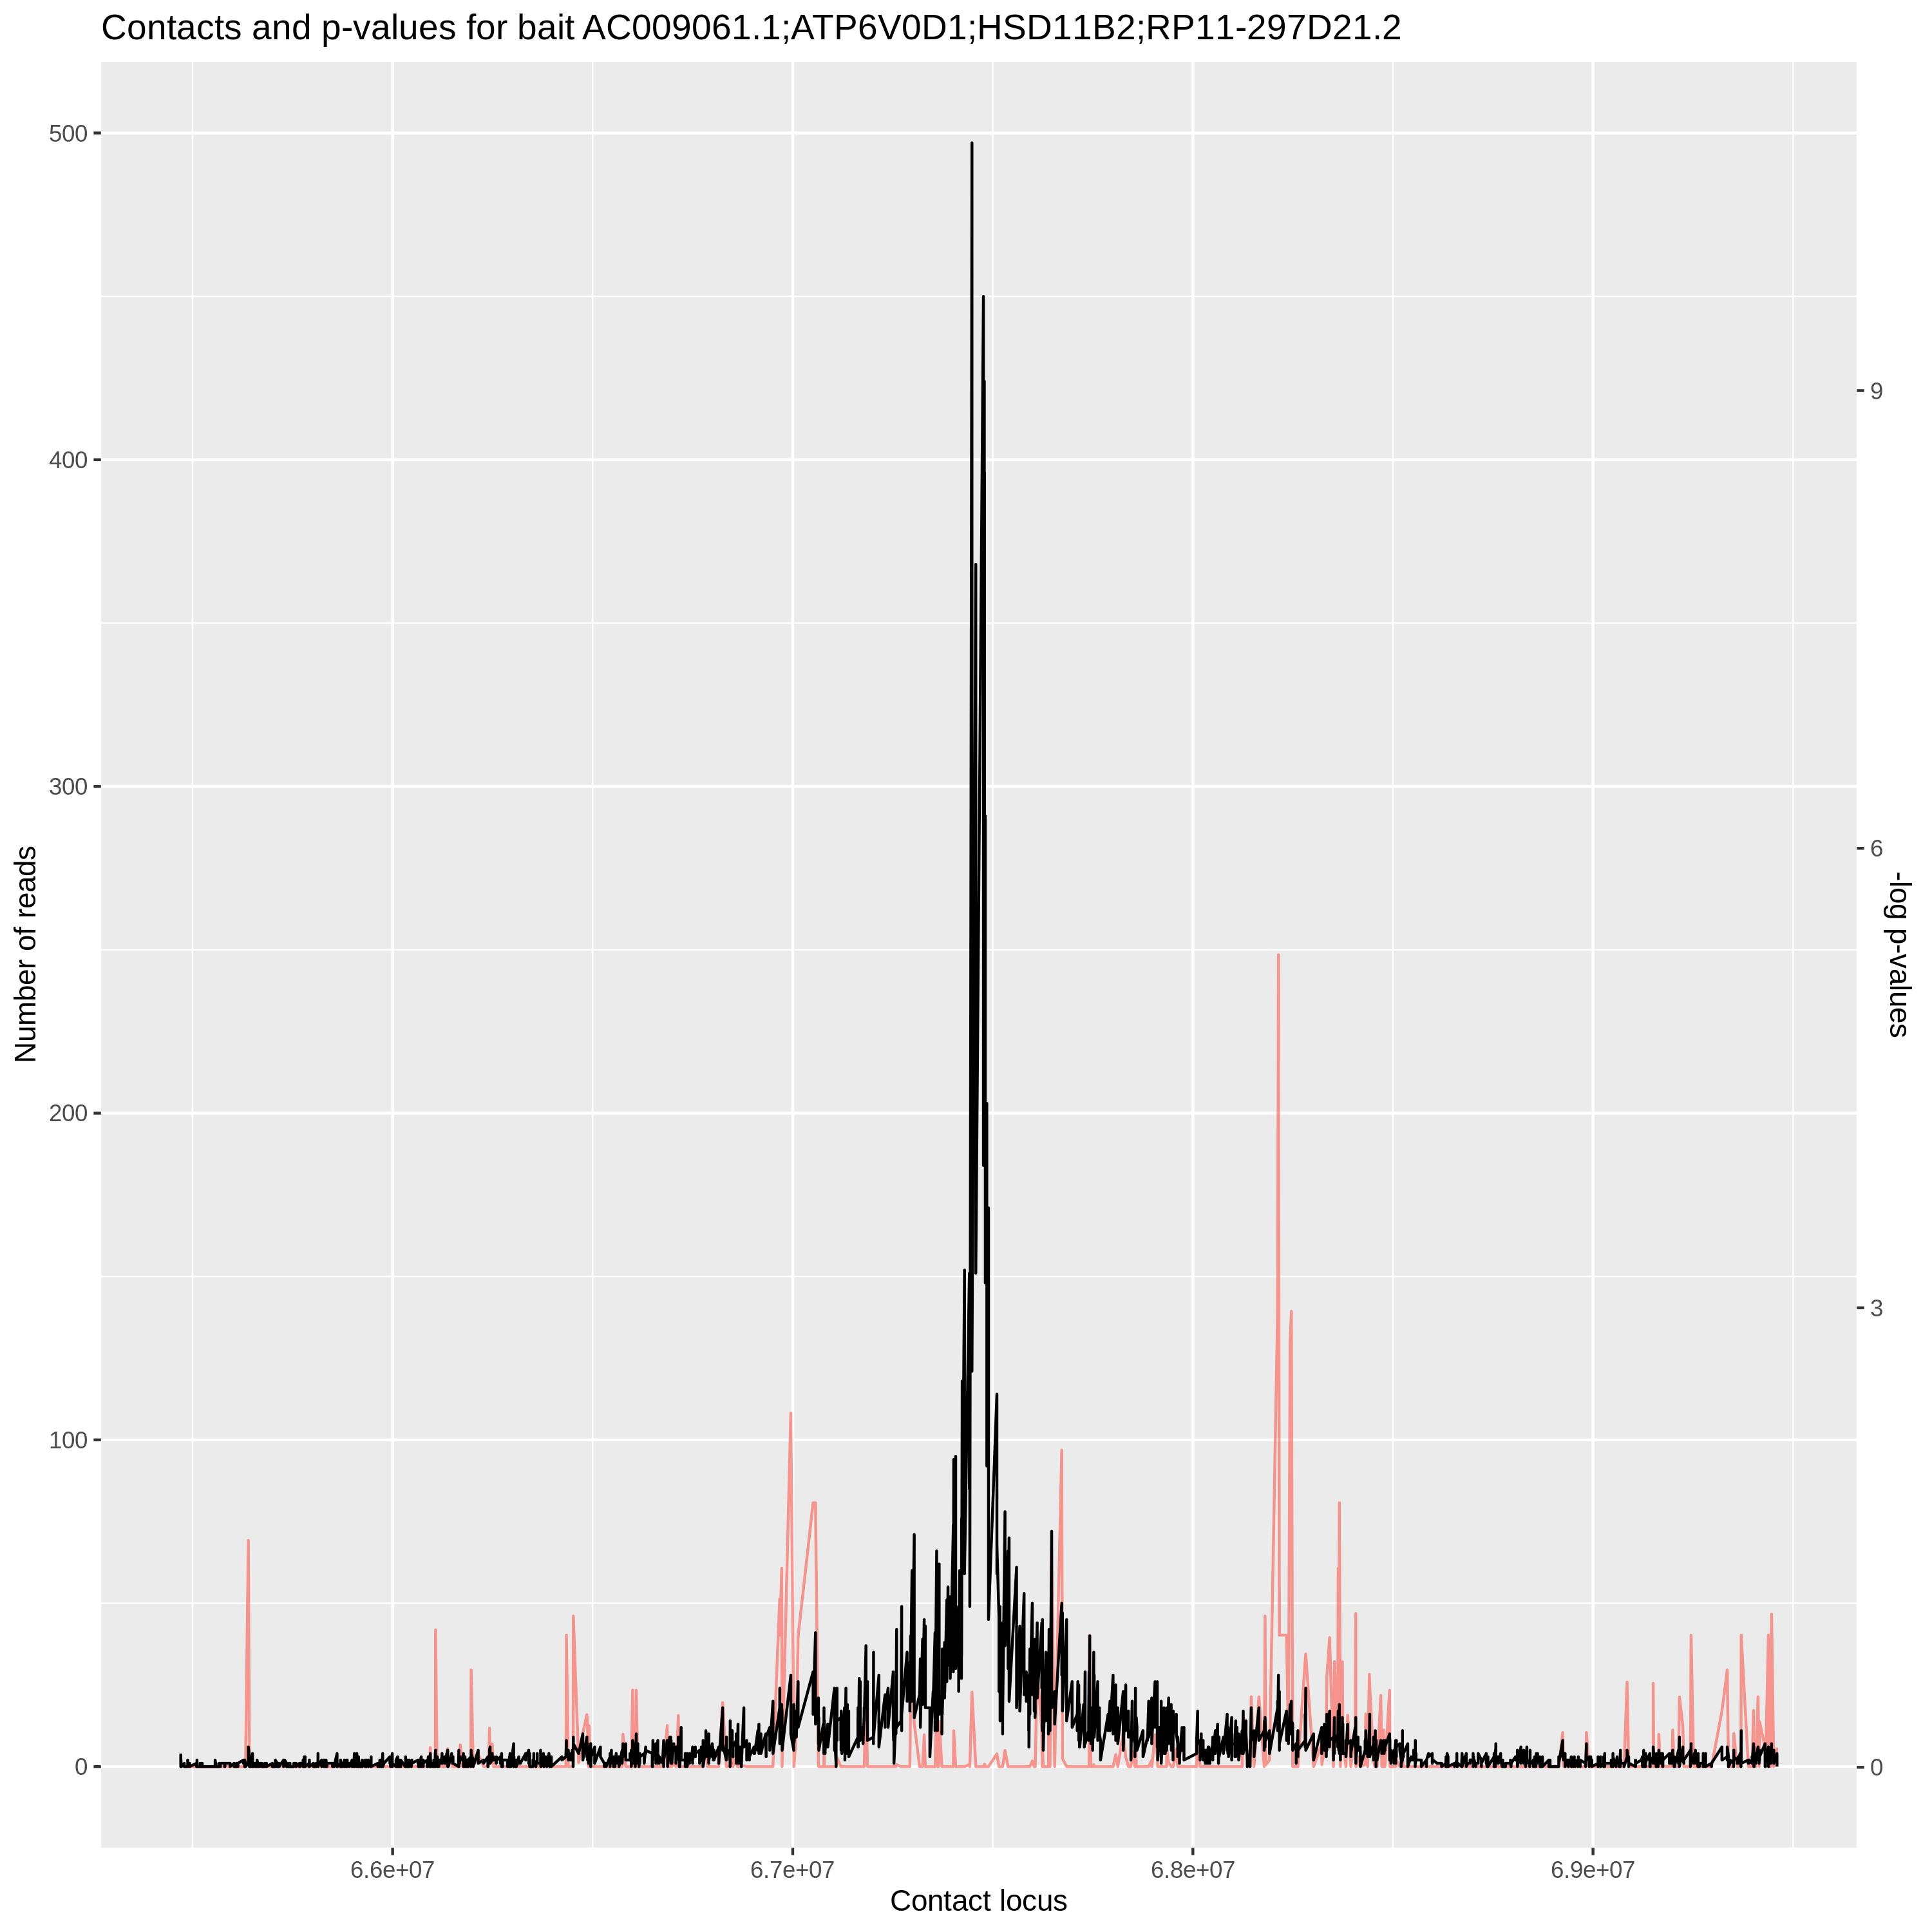 Contacts and p-values for bait AC009061.1;ATP6V0D1;HSD11B2;RP11-297D21.2
500
400
300
200
100
0
Number of reads
9
6
3
0
-log p-values
6.6e+07 6.7e+07 6.8e+07 6.9e+07
Contact locus